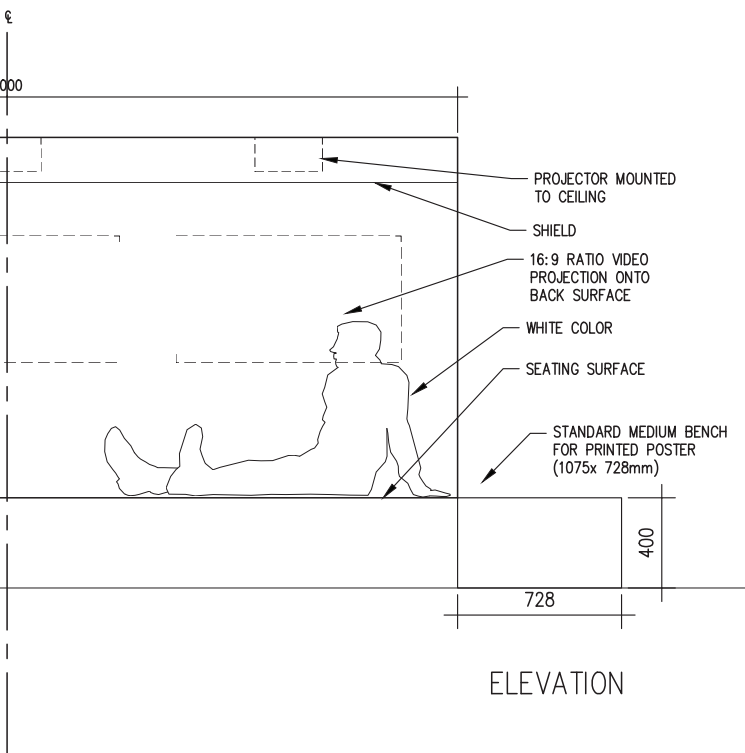 ℄
000
PROJECTOR MOUNTED
TO CEILING
SHIELD
16:9 RATIO VIDEO
PROJECTION ONTO
BACK SURFACE
WHITE COLOR
SEATING SURFACE
STANDARD MEDIUM BENCH
FOR PRINTED POSTER
(1075x 728mm)
400
728
ELEVATION